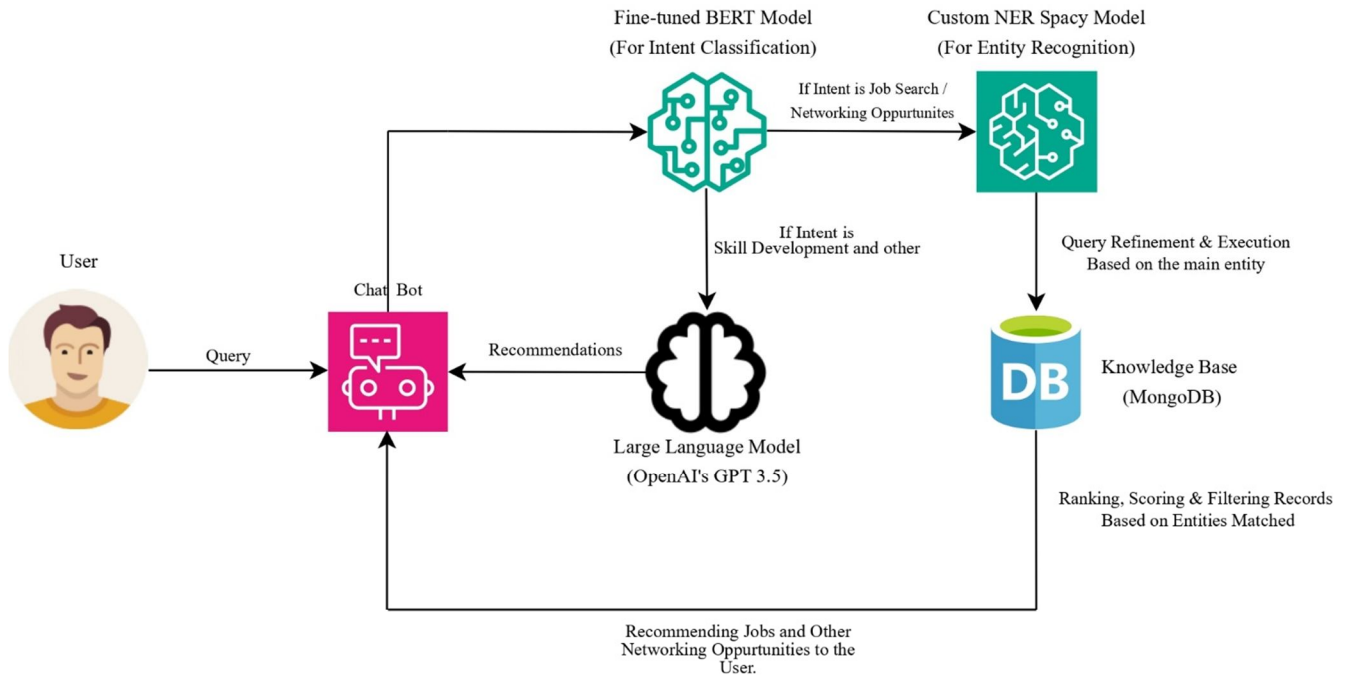 Fine-tuned BERT Model
(For Intent Classification)
Custom NER Spacy Model
(For Entity Recognition)
If Intent is Job Search /
Networking Oppurtunites
If Intent is
Skill Development and other
Query Refinement & Execution
Based on the main entity
User
Chat Bot
Query
Recommendations
DB
Knowledge Base
(MongoDB)
Large Language Model
(OpenAI's GPT 3.5)
Ranking, Scoring & Filtering Records
Based on Entities Matched
Recommending Jobs and Other
Networking Oppurtunities to the
User.